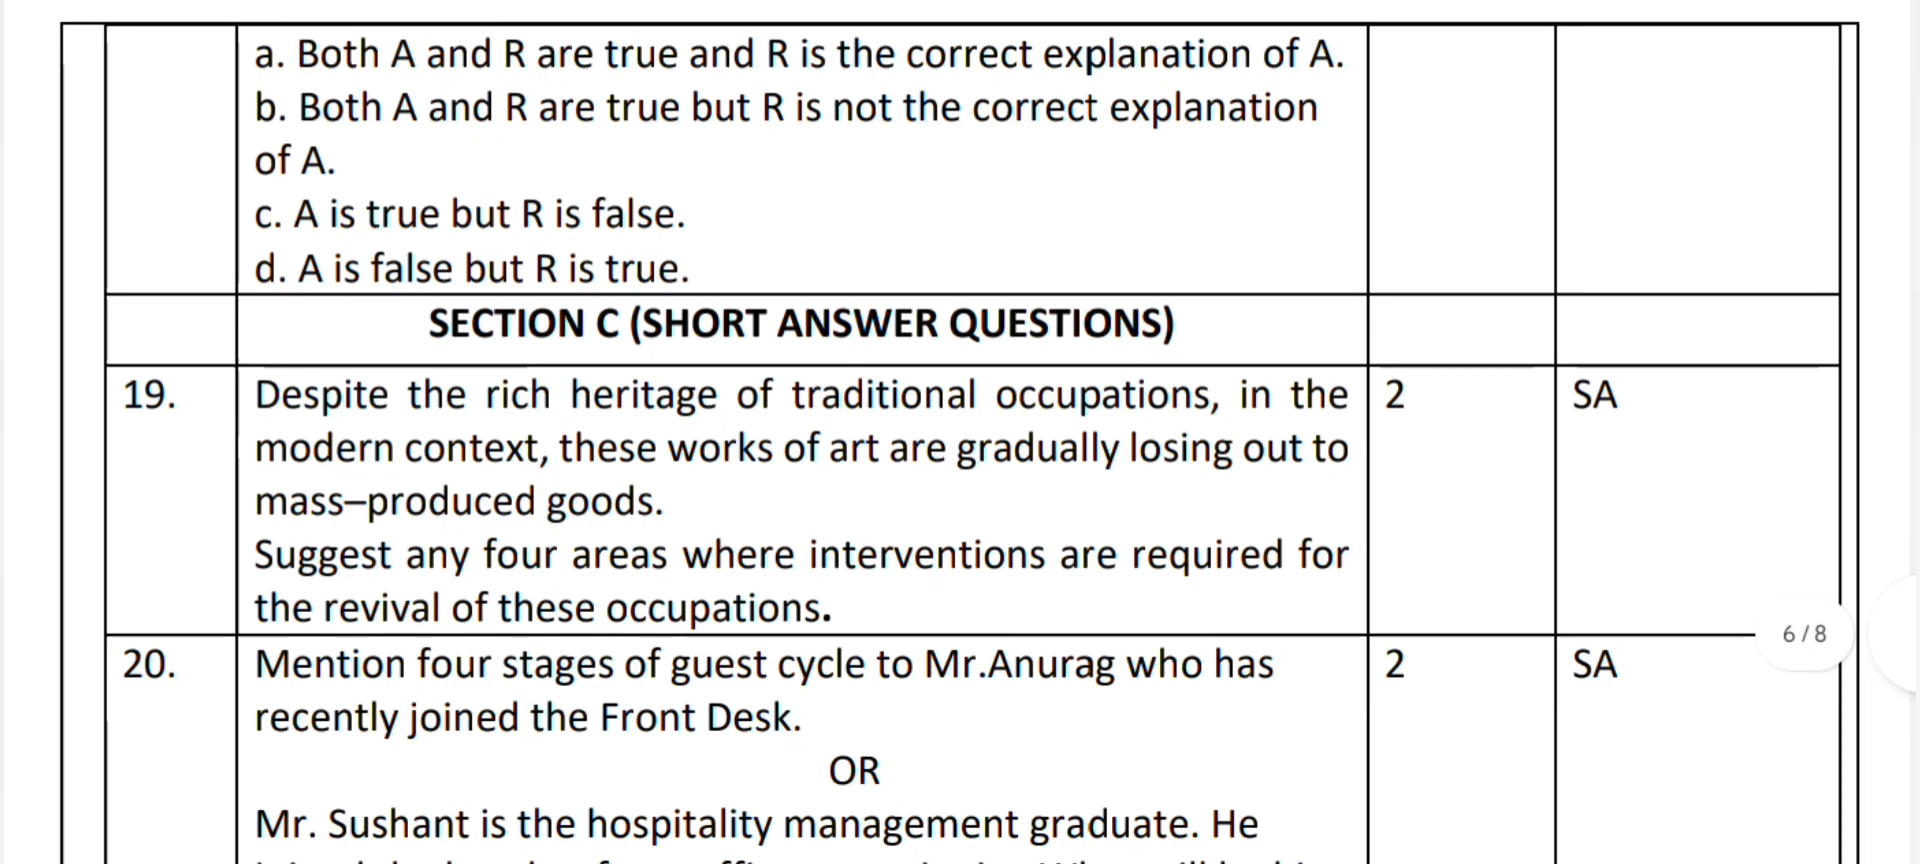 a. Both A and R are true and R is the correct explanation of A.
b. Both A and R are true but R is not the correct explanation
of A.
c. A is true but R is false.
d. A is false but R is true.
SECTION C (SHORT ANSWER QUESTIONS)
19. Despite the rich heritage of traditional occupations, in the 2 SA
modern context, these works of art are gradually losing out to
mass–produced goods.
Suggest any four areas where interventions are required for
the revival of these occupations.
6 / 8
20. Mention four stages of guest cycle to Mr.Anurag who has 2 SA
recently joined the Front Desk.
OR
Mr. Sushant is the hospitality management graduate. He